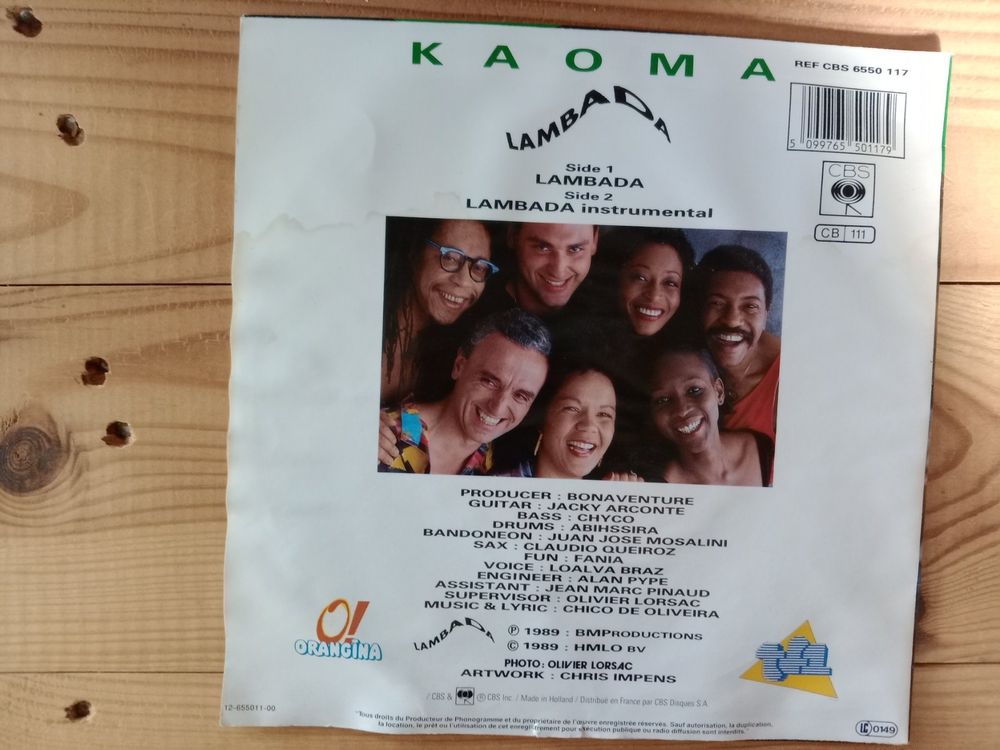 KAOMA
REF CBS 6550 117
LAMBADA
5 099765 501179
Side 1
LAMBADA
Side 2
LAMBADA instrumental
CBS
CB 111
PRODUCER : BONAVENTURE
GUITAR : JACKY ARCONTE
BASS : CHYCO
DRUMS : ABIHSSIRA
BANDONEON : JUAN JOSE MOSALINI
SAX : CLAUDIO QUEIROZ
FUN : FANIA
VOICE : LOALVA BRAZ
ENGINEER : ALAN PYPE
ASSISTANT : JEAN MARC PINAUD
SUPERVISOR : OLIVIER LORSAC
MUSIC & LYRIC : CHICO DE OLIVEIRA
O!
ORANGINA
LAMBADA
℗ 1989 : BMPRODUCTIONS
© 1989 : HMLO BV
TF1
PHOTO: OLIVIER LORSAC
ARTWORK : CHRIS IMPENS
/ CBS & ® CBS Inc. / Made in Holland / Distribué en France par CBS Disques S.A.
12-655011-00
"Tous droits du Producteur de Phonogramme et du propriétaire de l'œuvre enregistrée réservés. Sauf autorisation, la duplication,
la location, le prêt ou l'utilisation de cet enregistrement pour exécution publique ou radio diffusion sont interdits."
LC 0149